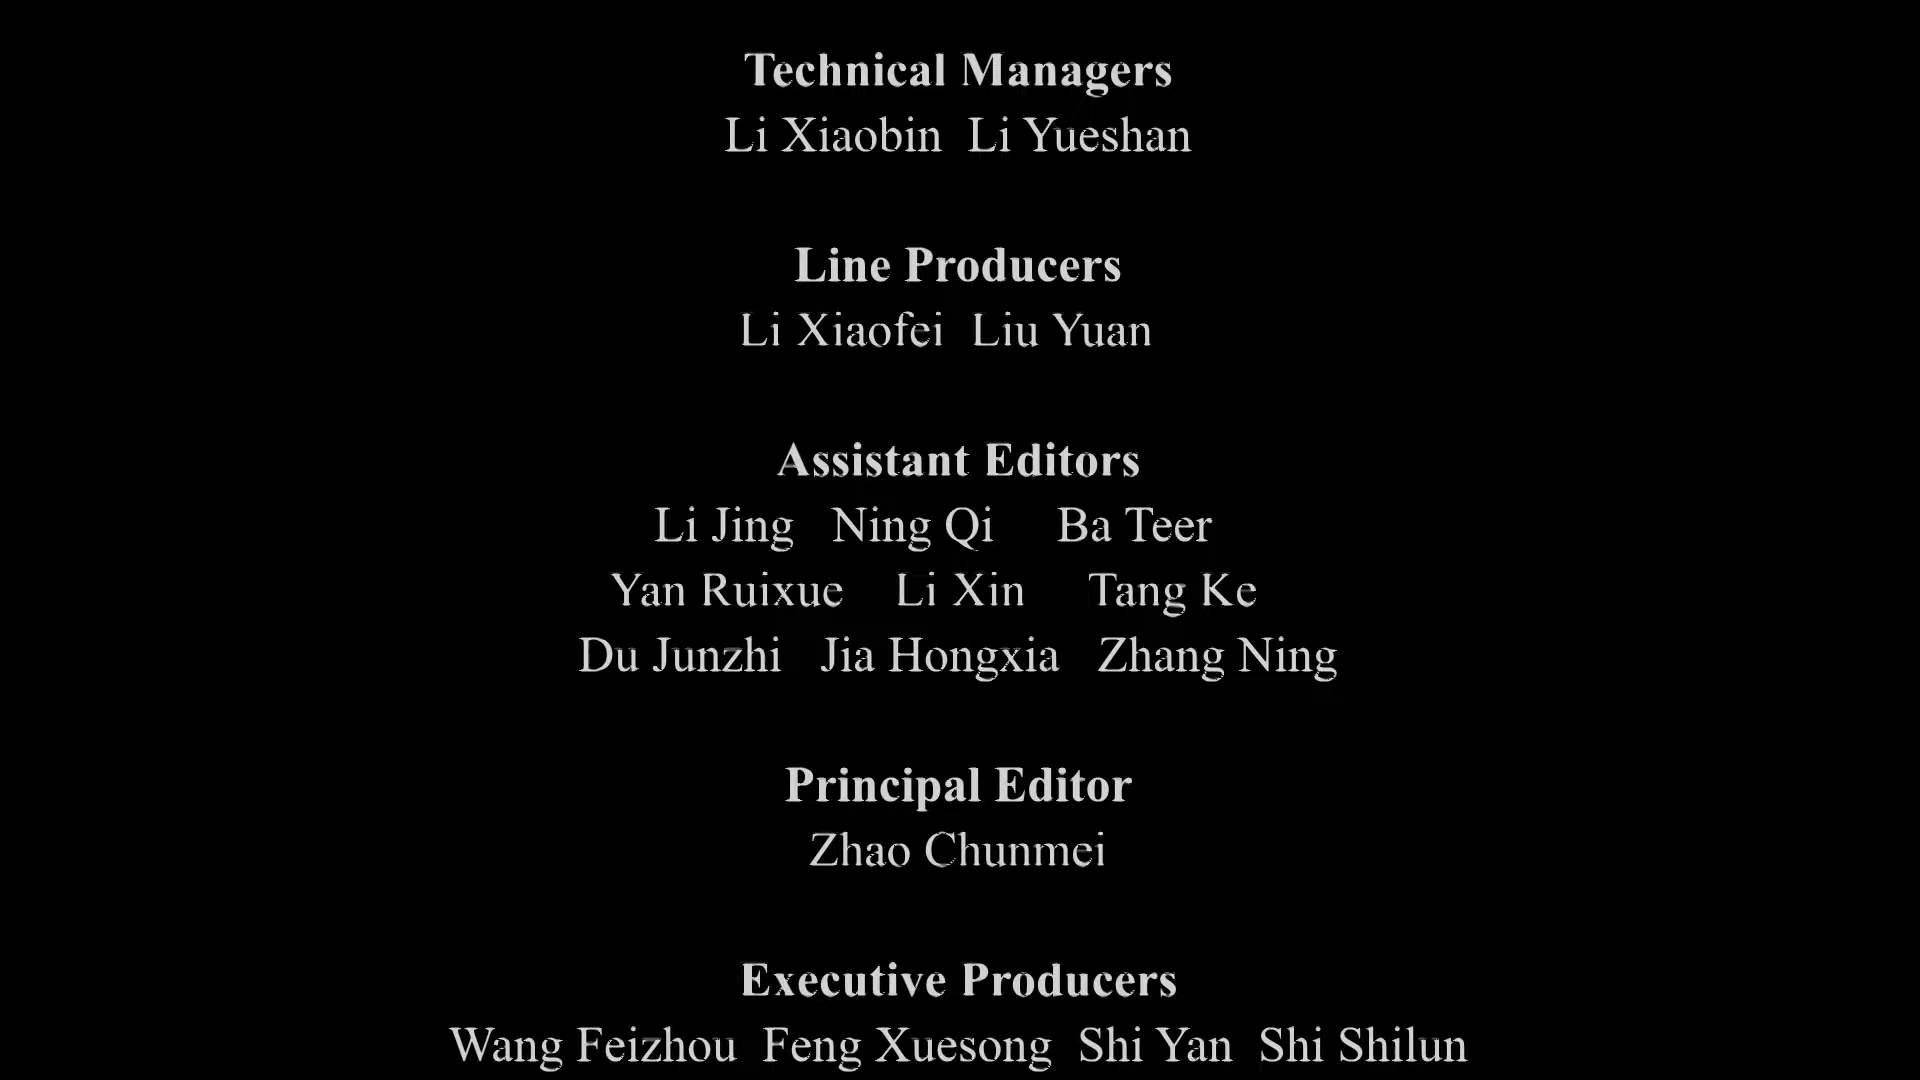 Technical Managers
Li Xiaobin  Li Yueshan
Line Producers
Li Xiaofei  Liu Yuan
Assistant Editors
Li Jing  Ning Qi  Ba Teer
Yan Ruixue  Li Xin  Tang Ke
Du Junzhi  Jia Hongxia  Zhang Ning
Principal Editor
Zhao Chunmei
Executive Producers
Wang Feizhou  Feng Xuesong  Shi Yan  Shi Shilun